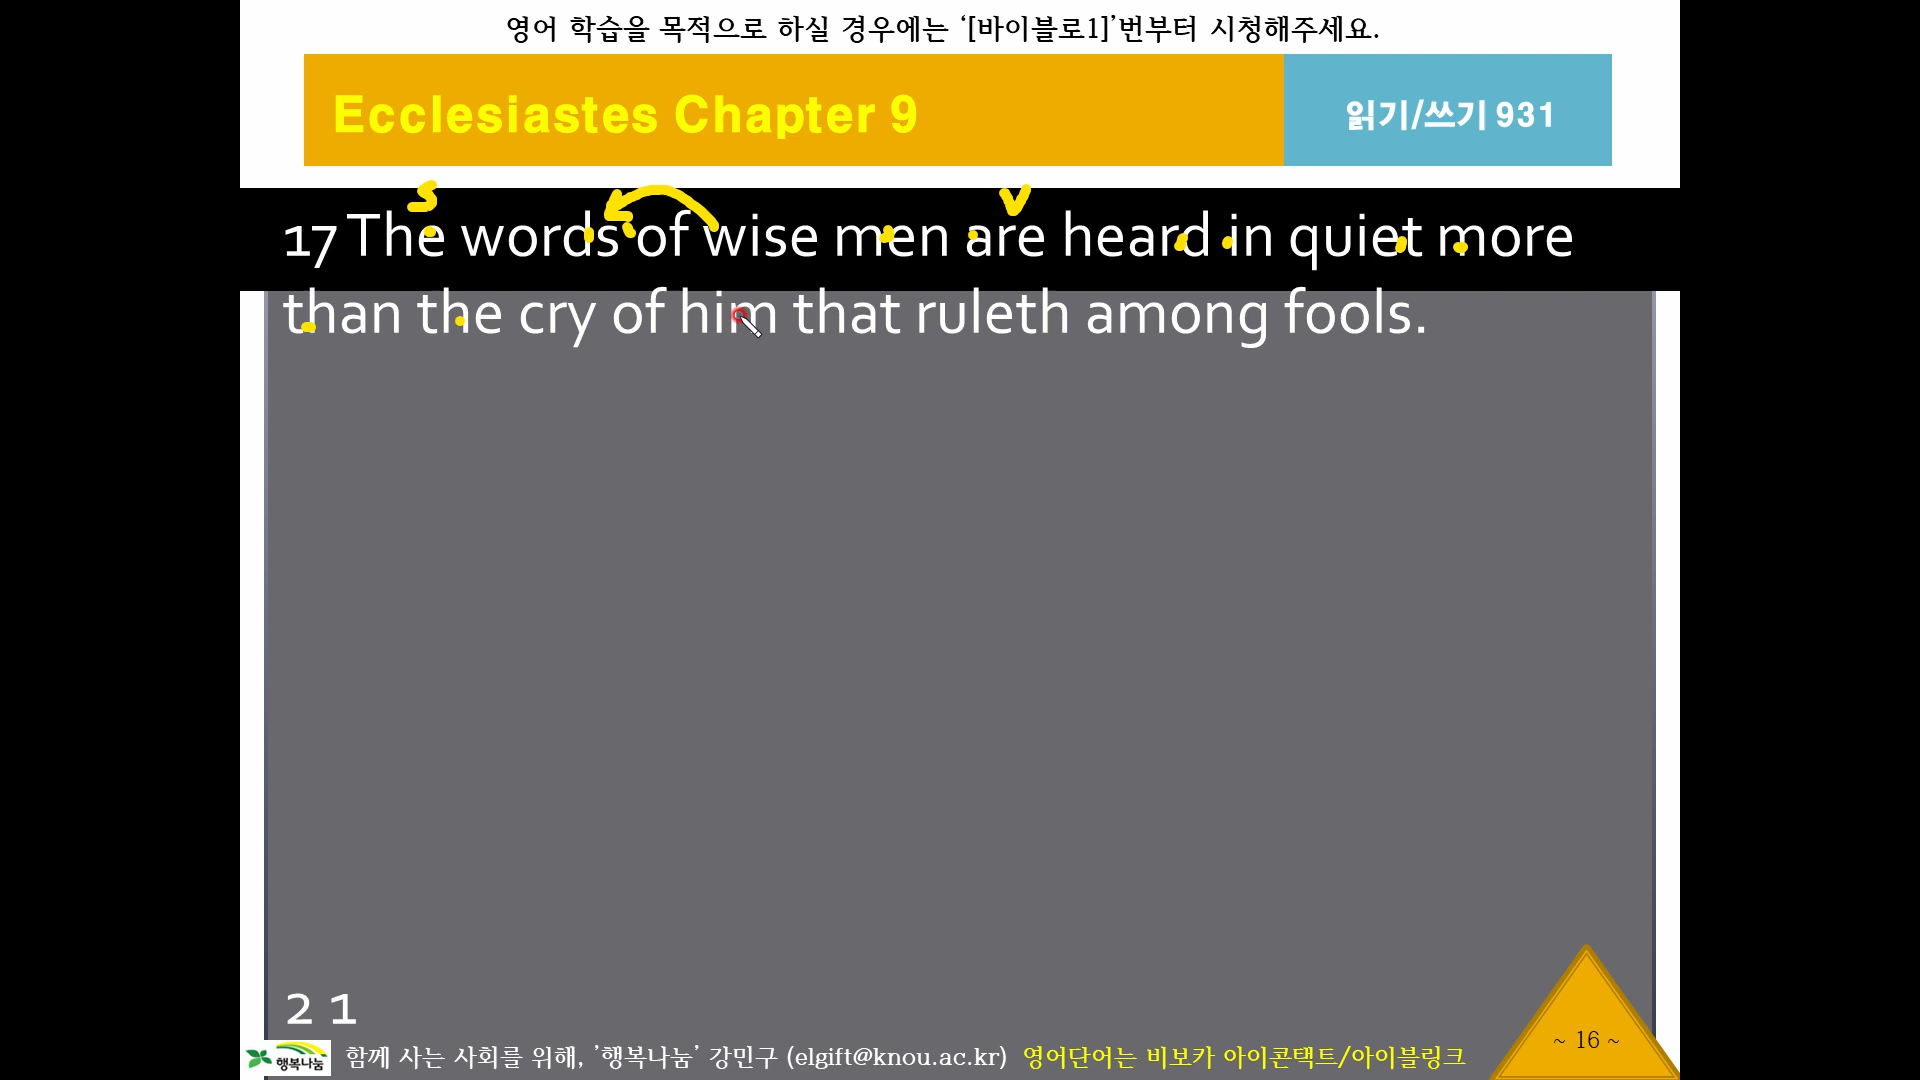 영어 학습을 목적으로 하실 경우에는 ‘[바이블로1]’번부터 시청해주세요.
Ecclesiastes Chapter 9
읽기/쓰기 931
S V
17 The words of wise men are heard in quiet more
than the cry of him that ruleth among fools.
2 1
~ 16 ~
행복나눔 함께 사는 사회를 위해, ’행복나눔’ 강민구 (elgift@knou.ac.kr) 영어단어는 비보카 아이콘택트/아이블링크